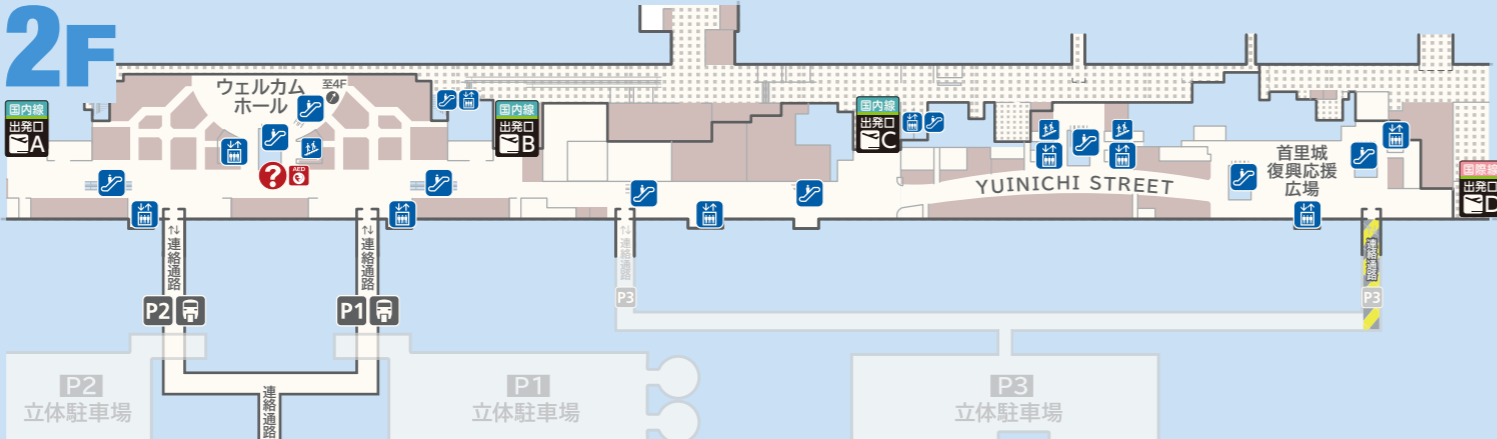 2F
ウェルカム
ホール
至4F
国内線
出発口
A
国内線
出発口
B
国内線
出発口
C
国際線
出発口
D
?
AED
YUINICHI STREET
首里城
復興応援
広場
連絡通路
連絡通路
連絡通路
連絡通路
P2
P1
P3
P3
P2
立体駐車場
連絡通路
P1
立体駐車場
P3
立体駐車場